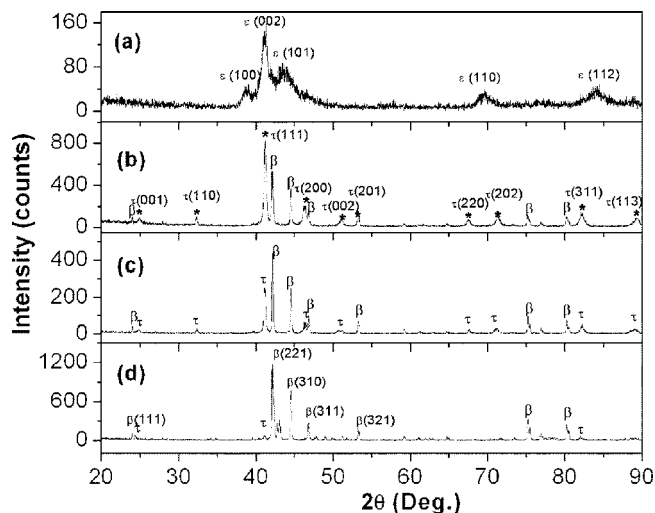 160
120
80
40
0
(a)
ε (002)
ε (100)
ε (101)
ε (110)
ε (112)
800
400
0
(b)
* τ(111)
β
τ(001)
β
*
τ(110)
*
β
τ(200)
*
β
τ(002)
*
τ(201)
*
τ(220)
*
τ(202)
*
β
β
τ(311)
*
τ(113)
*
400
200
0
(c)
β
τ
τ
τ
β
β
τ
β
τ
β
τ
τ
β
β
τ
τ
1200
600
0
(d)
β(111)
τ
τ
β(221)
β(310)
β(311)
β(321)
β
β
τ
20 30 40 50 60 70 80 90
2θ (Deg.)
Intensity (counts)